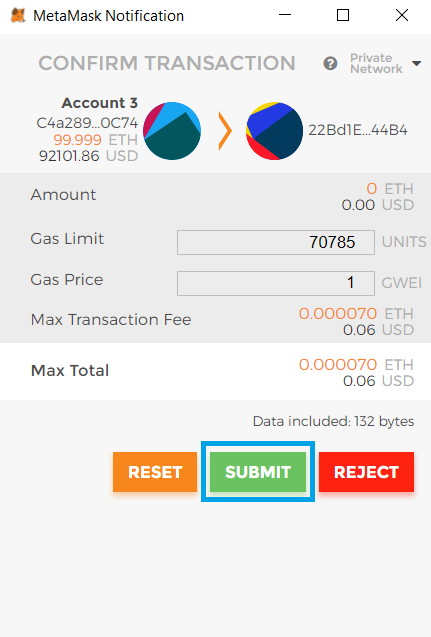 MetaMask Notification
CONFIRM TRANSACTION
? Private
Network
Account 3
C4a289...0C74
99.999 ETH
92101.86 USD
22Bd1E...44B4
Amount 0 ETH
0.00 USD
Gas Limit 70785 UNITS
Gas Price 1 GWEI
Max Transaction Fee 0.000070 ETH
0.06 USD
Max Total 0.000070 ETH
0.06 USD
Data included: 132 bytes
RESET SUBMIT REJECT